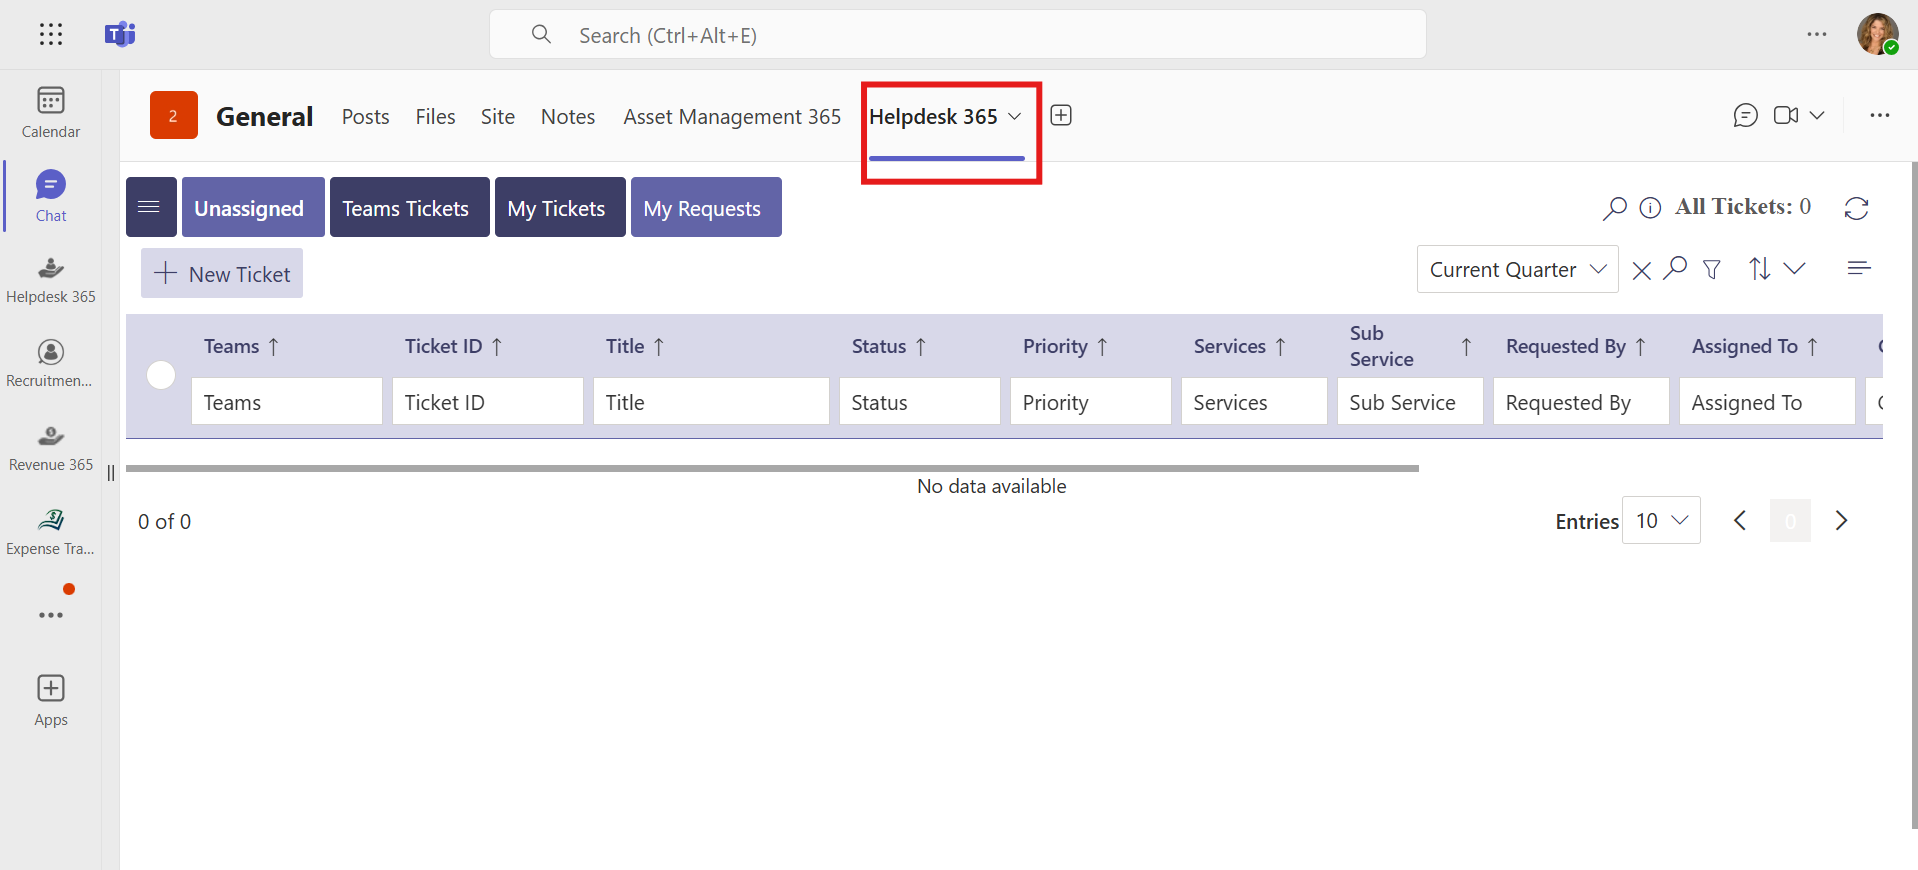 Search (Ctrl+Alt+E)
Calendar
Chat
Helpdesk 365
Recruitmen...
Revenue 365
Expense Tra...
Apps
2 General Posts Files Site Notes Asset Management 365 Helpdesk 365
Unassigned Teams Tickets My Tickets My Requests All Tickets: 0
New Ticket Current Quarter
Teams ↑ Ticket ID ↑ Title ↑ Status ↑ Priority ↑ Services ↑ Sub Service ↑ Requested By ↑ Assigned To ↑
Teams Ticket ID Title Status Priority Services Sub Service Requested By Assigned To
No data available
0 of 0 Entries 10 0